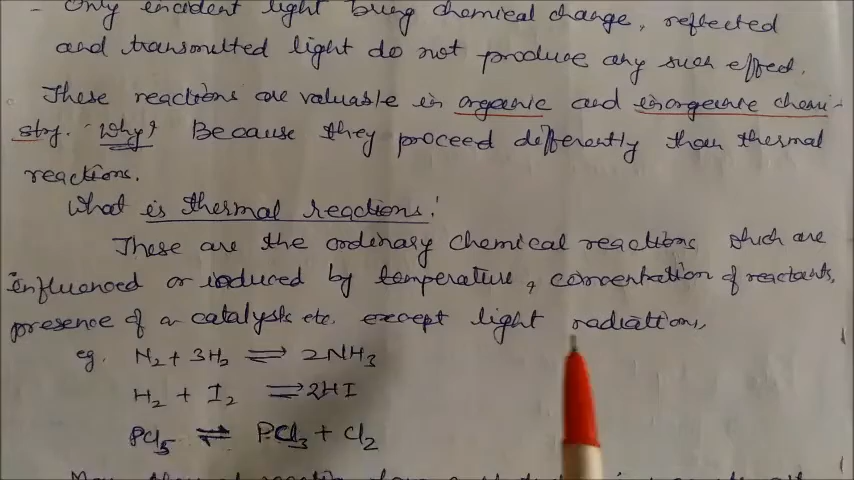 - Only incident light bring chemical change, reflected
and transmitted light do not produce any such effect.
These reactions are valuable in organic and inorganic chemi-
stry. Why? Because they proceed differently than thermal
reactions.
What is thermal reactions!
These are the ordinary chemical reactions which are
influenced or induced by temperature, concentration of reactants,
presence of a catalysts etc. except light radiations,
eg. N₂ + 3H₂ ⇌ 2NH₃
H₂ + I₂ ⇌ 2HI
PCl₅ ⇌ PCl₃ + Cl₂